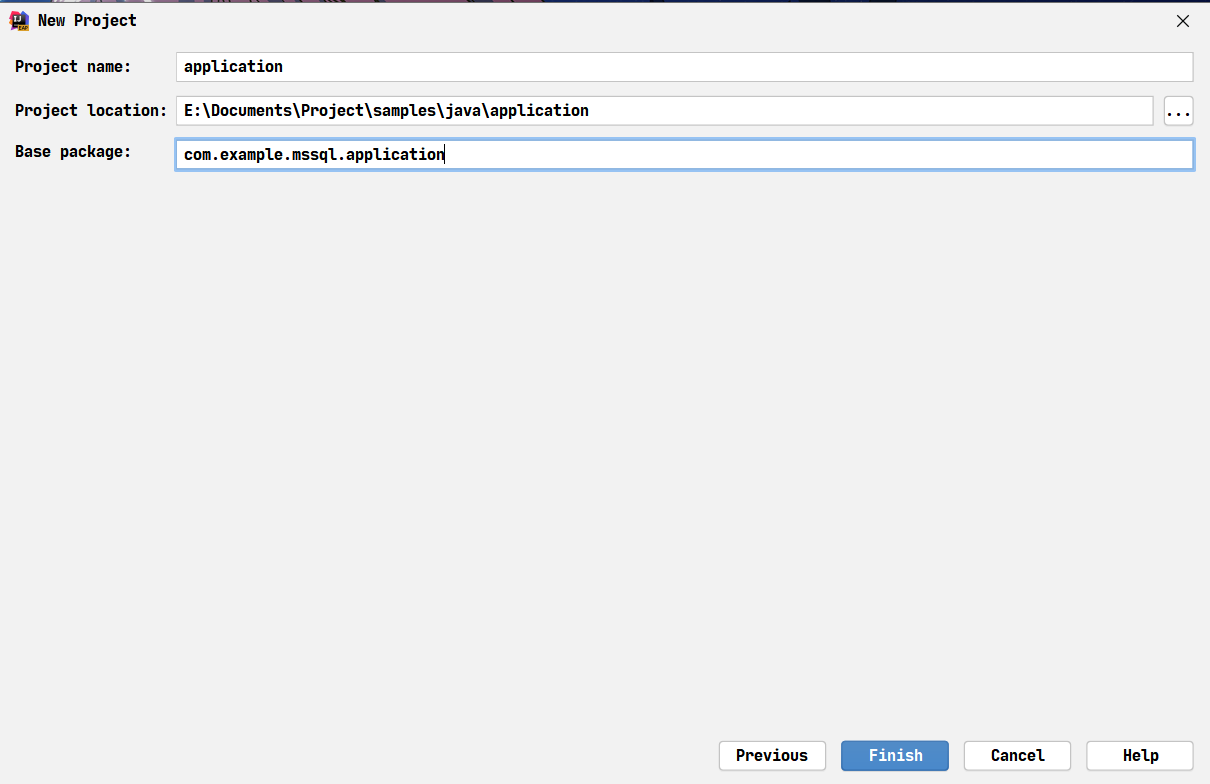 New Project
Project name: application
Project location: E:\Documents\Project\samples\java\application ...
Base package: com.example.mssql.application
Previous Finish Cancel Help